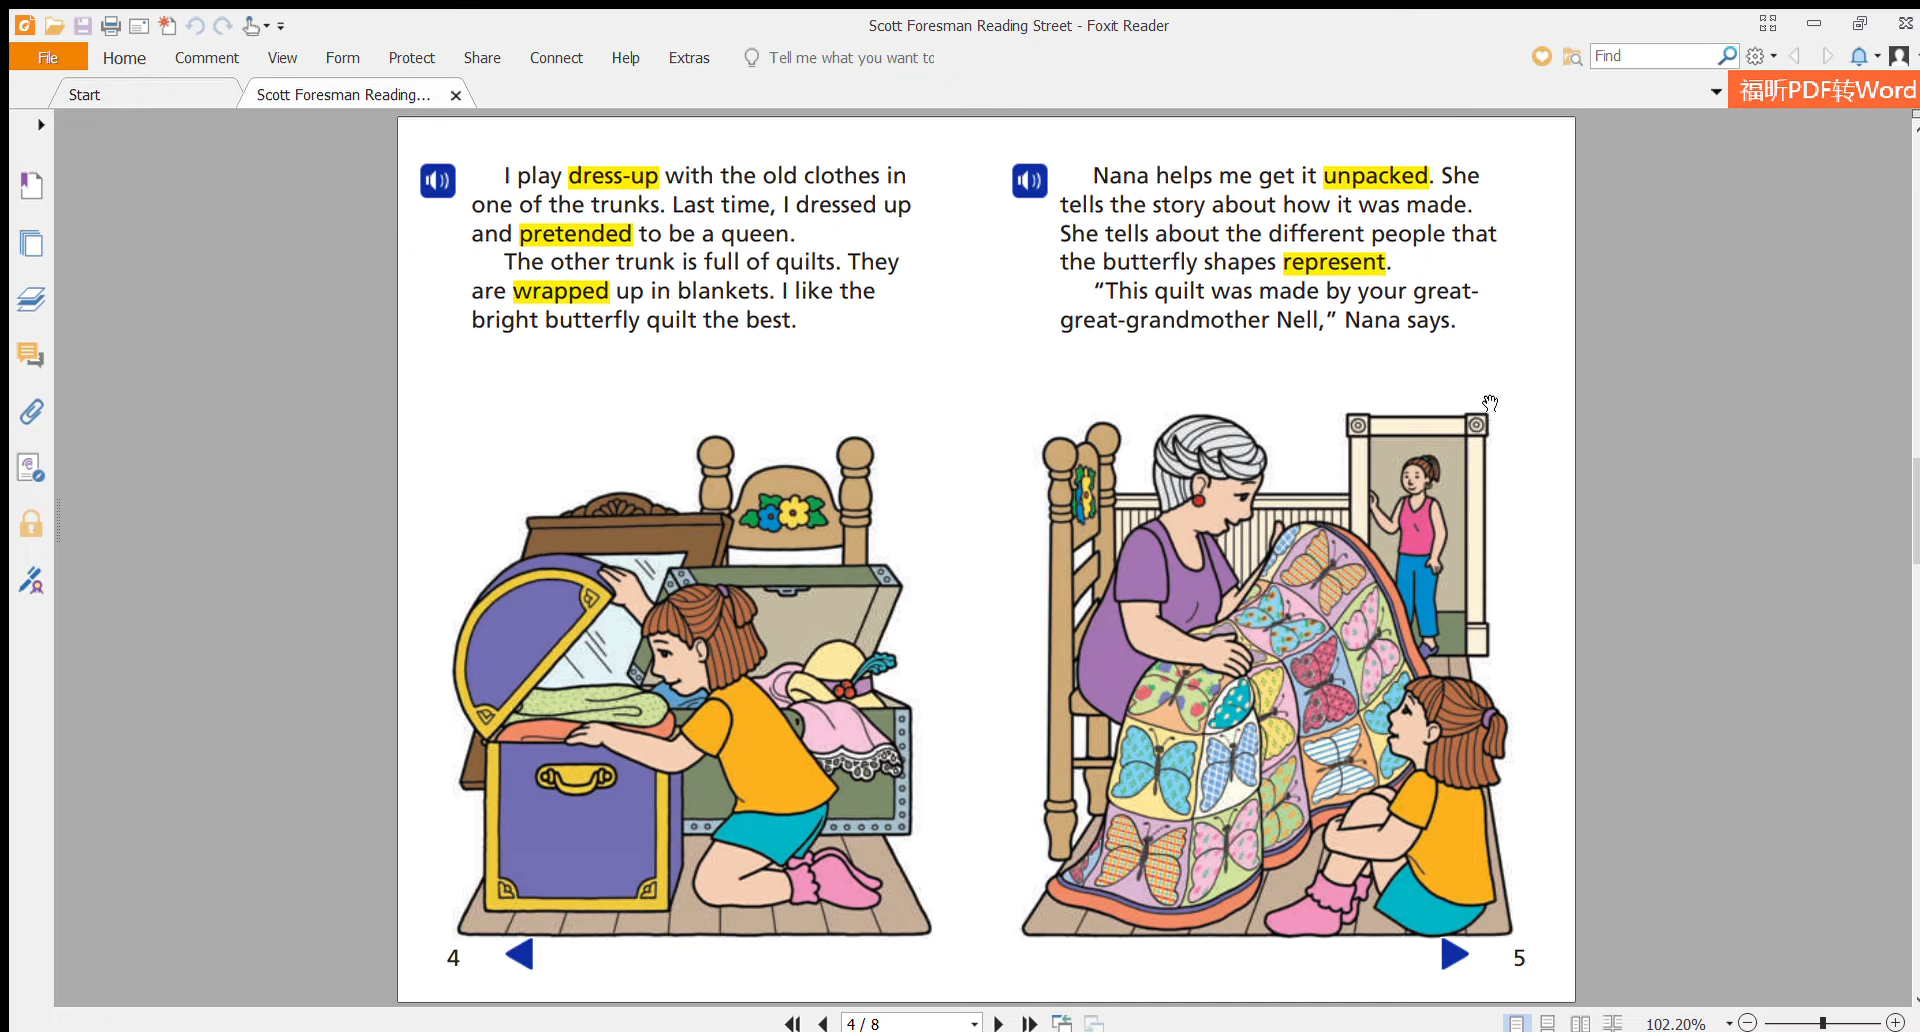 Scott Foresman Reading Street - Foxit Reader
File Home Comment View Form Protect Share Connect Help Extras Tell me what you want to
Find
Start Scott Foresman Reading...
福昕PDF转Word
I play dress-up with the old clothes in
one of the trunks. Last time, I dressed up
and pretended to be a queen.
The other trunk is full of quilts. They
are wrapped up in blankets. I like the
bright butterfly quilt the best.
4
Nana helps me get it unpacked. She
tells the story about how it was made.
She tells about the different people that
the butterfly shapes represent.
“This quilt was made by your great-
great-grandmother Nell,” Nana says.
5
4 / 8
102.20%